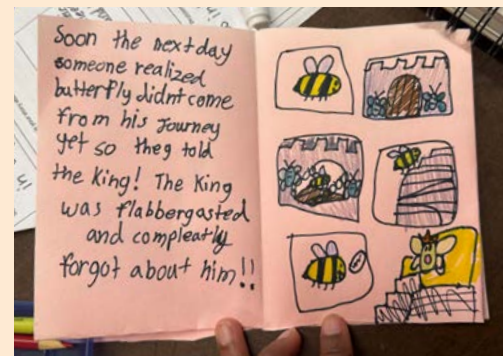 Soon the next day
someone realized
butterfly didnt come
from his Journey
yet so they told
the King! The King
was flabbergasted
and compleatly
forgot about him!!